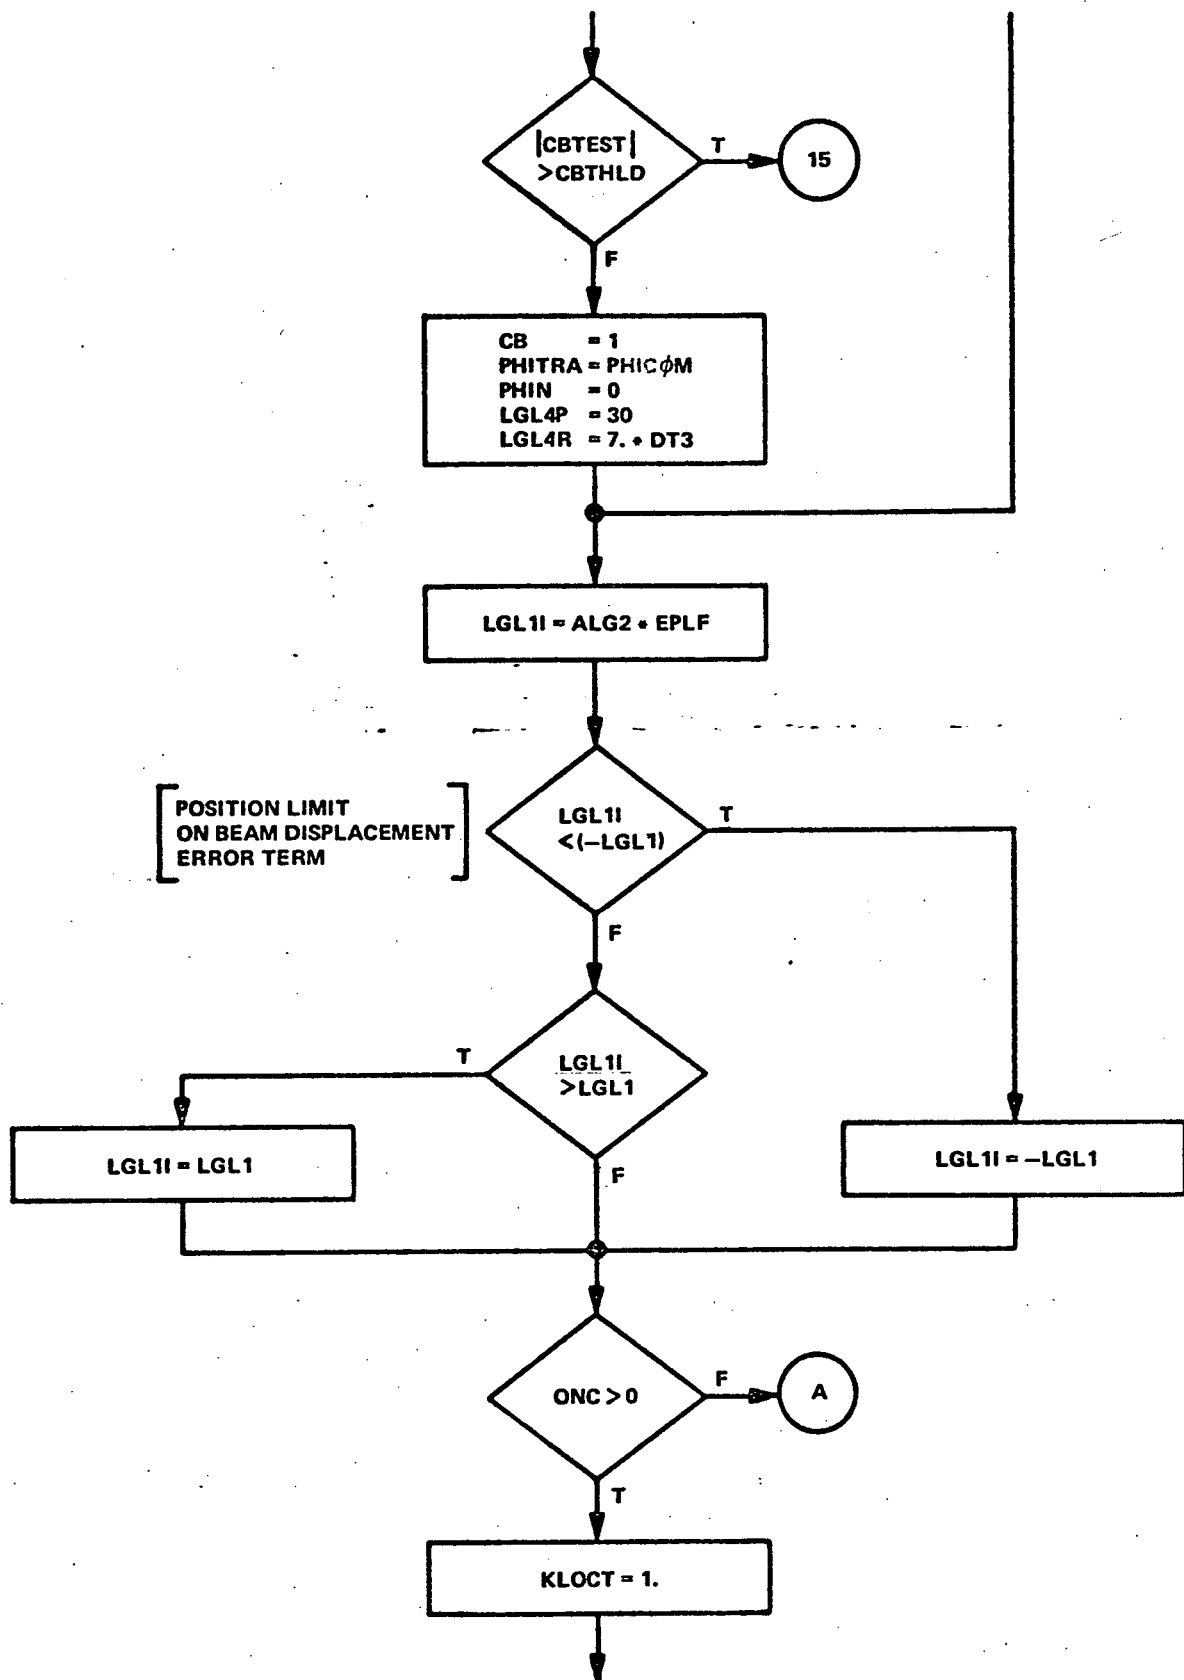 |CBTEST|
>CBTHLD
T
15
F
CB = 1
PHITRA = PHICϕM
PHIN = 0
LGL4P = 30
LGL4R = 7. * DT3
LGL1I = ALG2 * EPLF
POSITION LIMIT
ON BEAM DISPLACEMENT
ERROR TERM
LGL1I
<(−LGL1)
T
F
T
LGL1I
>LGL1
LGL1I = LGL1
F
LGL1I = −LGL1
ONC > 0
F
A
T
KLOCT = 1.